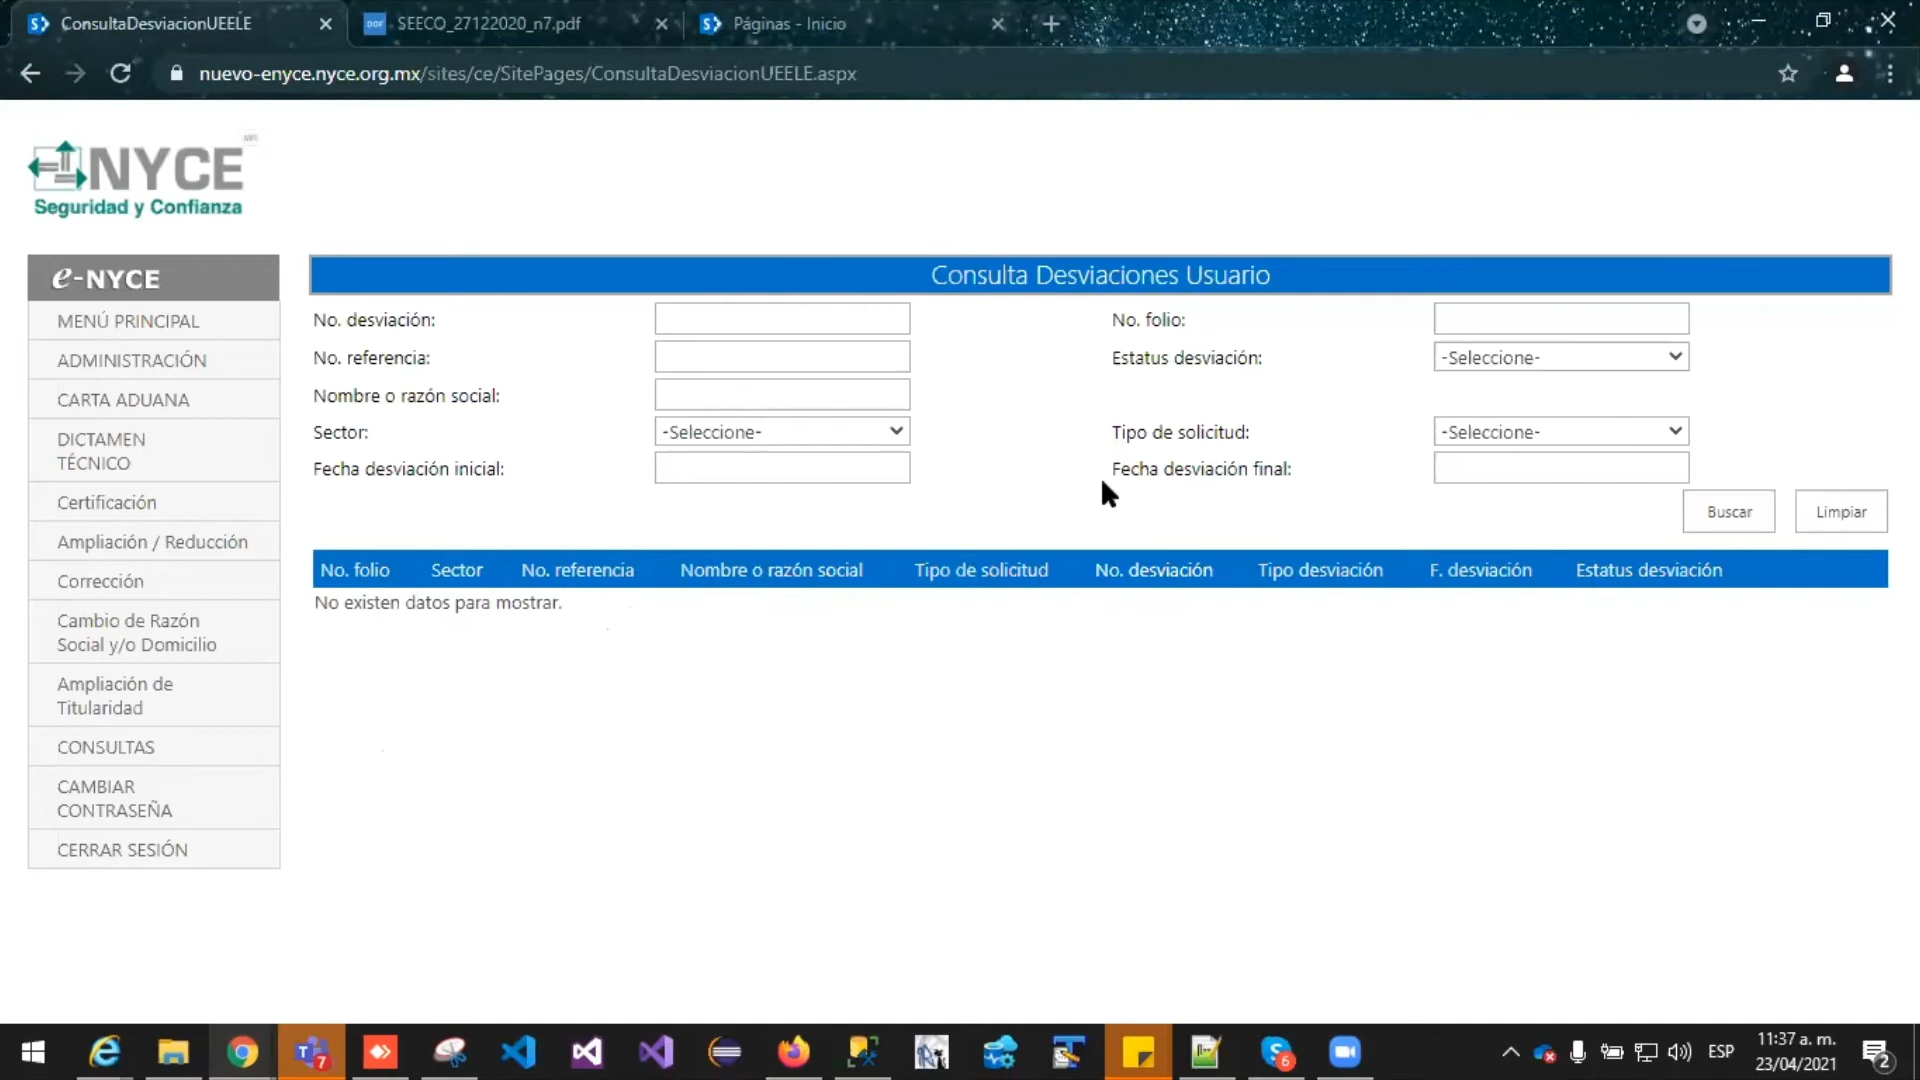 ConsultaDesviacionUEELE
SEECO_27122020_n7.pdf
Páginas - Inicio
nuevo-enyce.nyce.org.mx/sites/ce/SitePages/ConsultaDesviacionUEELE.aspx
NYCE
Seguridad y Confianza
e-NYCE
MENÚ PRINCIPAL
ADMINISTRACIÓN
CARTA ADUANA
DICTAMEN
TÉCNICO
Certificación
Ampliación / Reducción
Corrección
Cambio de Razón
Social y/o Domicilio
Ampliación de
Titularidad
CONSULTAS
CAMBIAR
CONTRASEÑA
CERRAR SESIÓN
Consulta Desviaciones Usuario
No. desviación: No. folio:
No. referencia: Estatus desviación: -Seleccione-
Nombre o razón social:
Sector: -Seleccione- Tipo de solicitud: -Seleccione-
Fecha desviación inicial: Fecha desviación final:
Buscar Limpiar
No. folio Sector No. referencia Nombre o razón social Tipo de solicitud No. desviación Tipo desviación F. desviación Estatus desviación
No existen datos para mostrar.
7
6
ESP
11:37 a. m.
23/04/2021
2